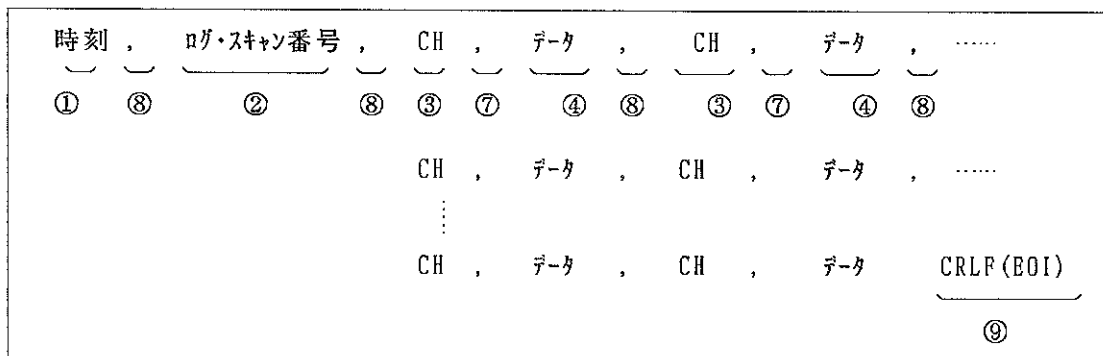 時刻 , ログ・スキャン番号 , CH , データ , CH , データ , ……
① ⑧ ② ⑧ ③ ⑦ ④ ⑧ ③ ⑦ ④ ⑧
CH , データ , CH , データ , ……
CH , データ , CH , データ CRLF(EOI)
⑨